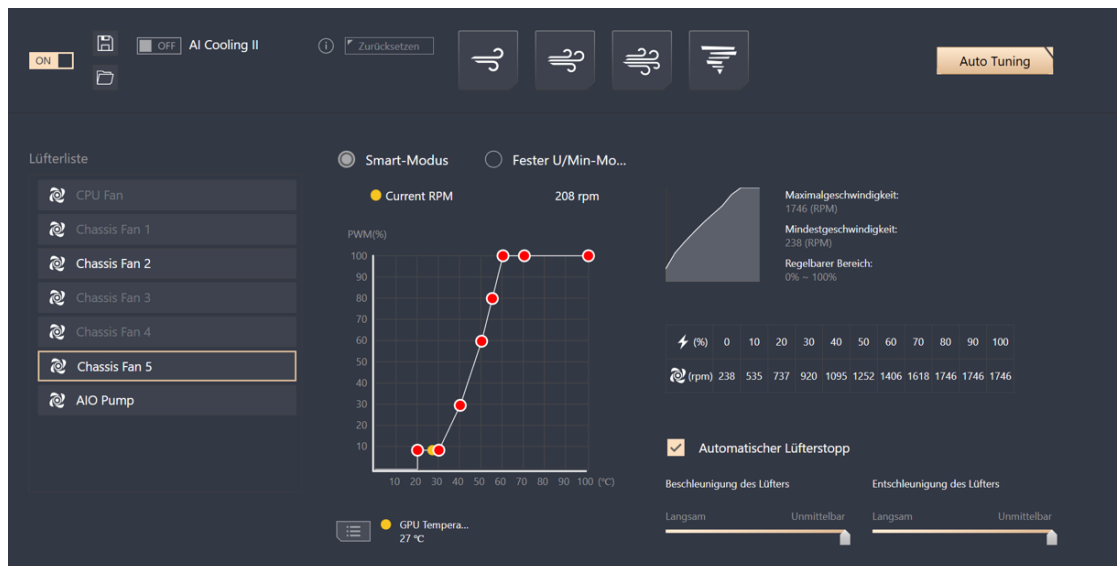 ON
OFF AI Cooling II
Zurücksetzen
Auto Tuning
Lüfterliste
CPU Fan
Chassis Fan 1
Chassis Fan 2
Chassis Fan 3
Chassis Fan 4
Chassis Fan 5
AIO Pump
Smart-Modus Fester U/Min-Mo...
Current RPM 208 rpm
PWM(%)
100
90
80
70
60
50
40
30
20
10
10 20 30 40 50 60 70 80 90 100 (°C)
GPU Tempera...
27 °C
Maximalgeschwindigkeit:
1746 (RPM)
Mindestgeschwindigkeit:
238 (RPM)
Regelbarer Bereich:
0% ~ 100%
(%) 0 10 20 30 40 50 60 70 80 90 100
(rpm) 238 535 737 920 1095 1252 1406 1618 1746 1746 1746
Automatischer Lüfterstopp
Beschleunigung des Lüfters
Langsam Unmittelbar
Entschleunigung des Lüfters
Langsam Unmittelbar